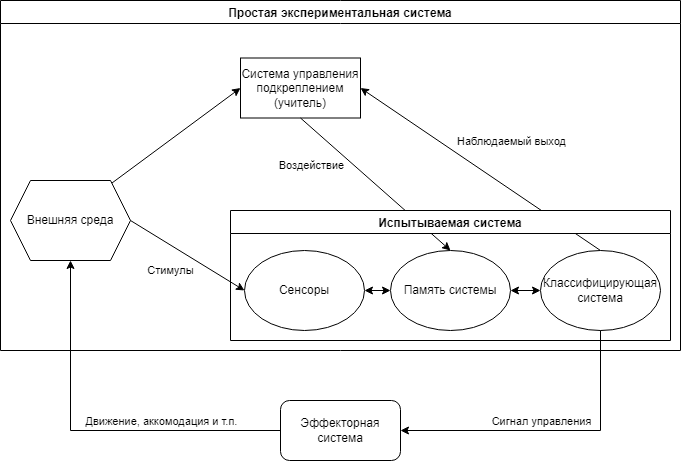 Простая экспериментальная система
Система управления
подкреплением
(учитель)
Наблюдаемый выход
Воздействие
Внешняя среда
Испытываемая система
Стимулы
Сенсоры
Память системы
Классифицирующая
система
Движение, аккомодация и т.п.
Эффекторная
система
Сигнал управления